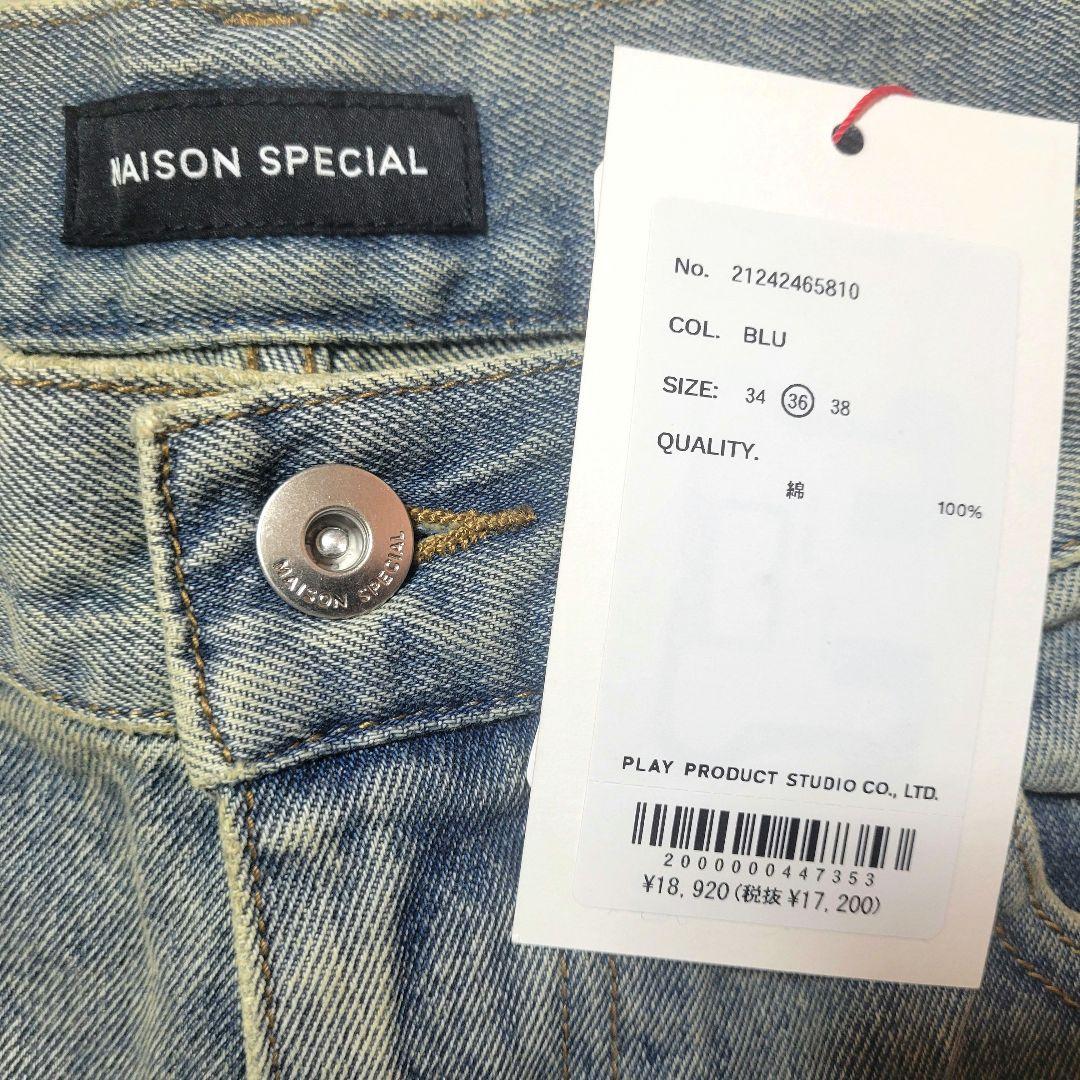 MAISON SPECIAL
MAISON SPECIAL
No. 21242465810
COL. BLU
SIZE: 34 36 38
QUALITY.
綿 100%
PLAY PRODUCT STUDIO CO., LTD.
2000000447353
¥18,920(税抜 ¥17,200)